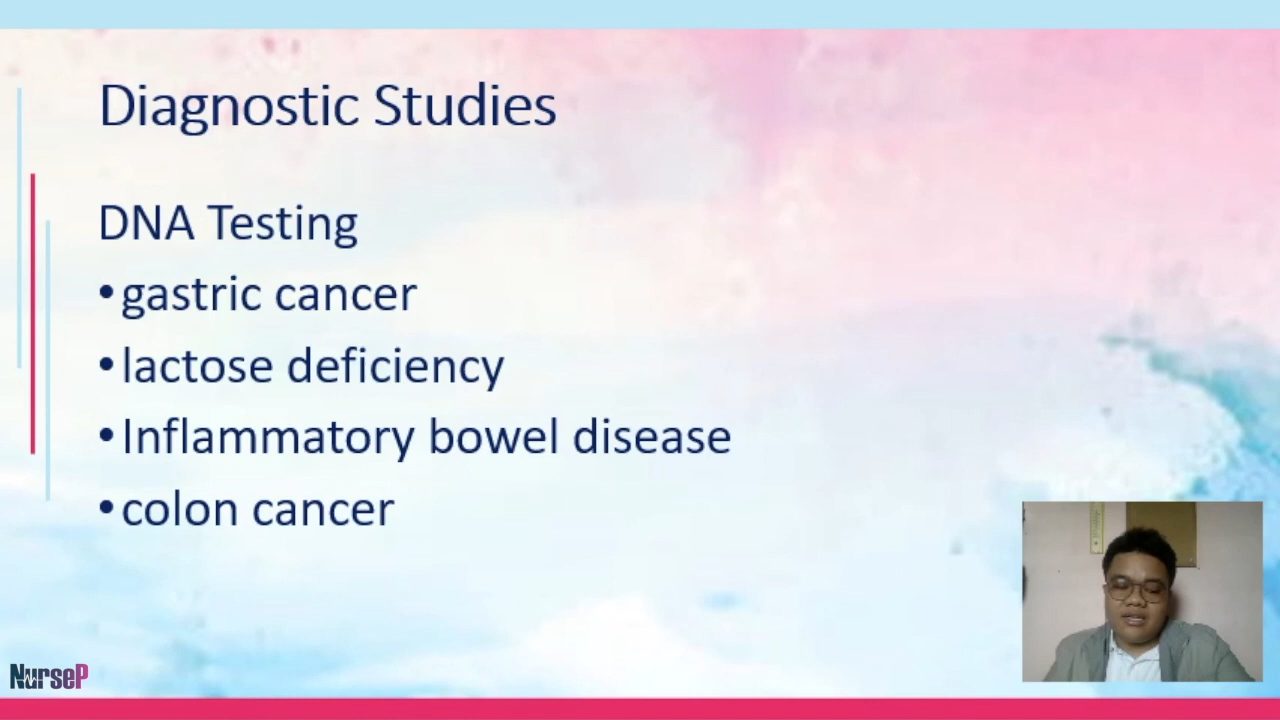 Diagnostic Studies
DNA Testing
•gastric cancer
•lactose deficiency
•Inflammatory bowel disease
•colon cancer
NurseP